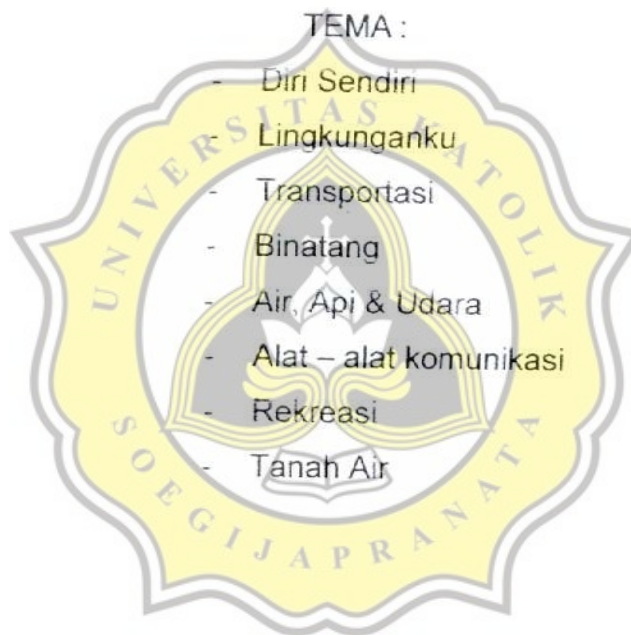 TEMA :
- Diri Sendiri
- Lingkunganku
- Transportasi
- Binatang
- Air, Api & Udara
- Alat – alat komunikasi
- Rekreasi
- Tanah Air
UNIVERSITAS KATOLIK
SOEGIJAPRANATA